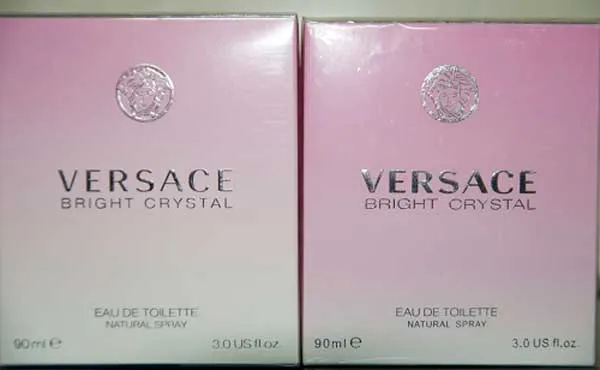 VERSACE
BRIGHT CRYSTAL
EAU DE TOILETTE
NATURAL SPRAY
90ml e 3.0 US fl.oz.
VERSACE
BRIGHT CRYSTAL
EAU DE TOILETTE
NATURAL SPRAY
90ml e 3.0 US fl.oz.